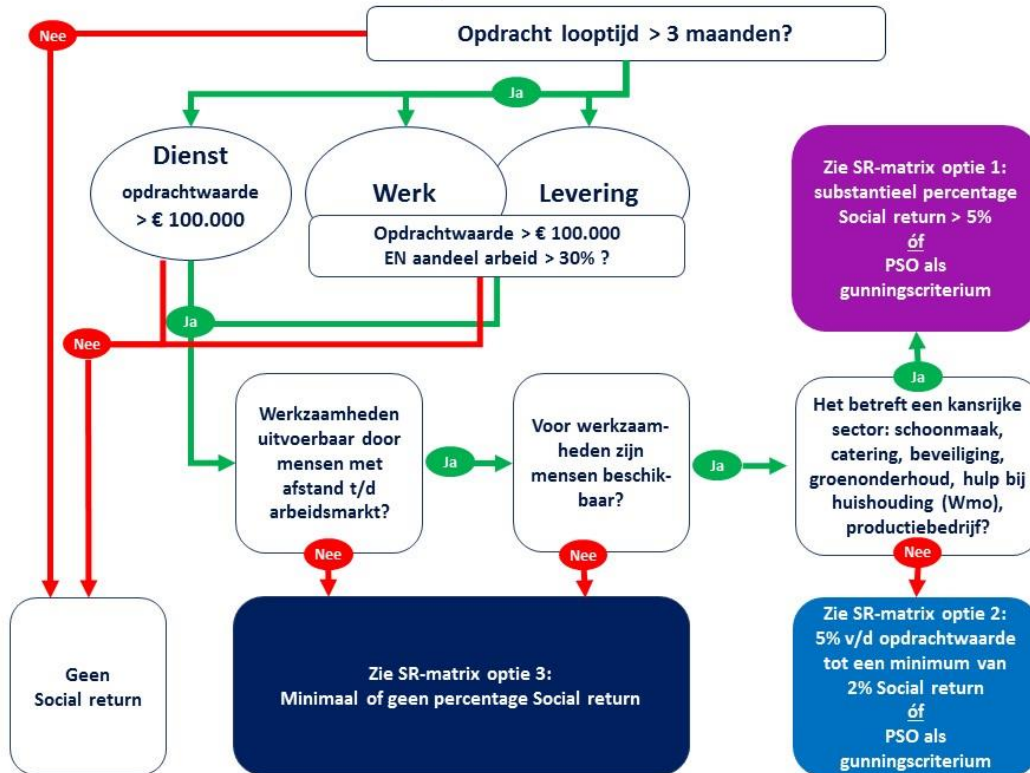 Nee
Opdracht looptijd > 3 maanden?
Ja
Dienst
opdrachtwaarde
> € 100.000
Werk
Levering
Opdrachtwaarde > € 100.000
EN aandeel arbeid > 30% ?
Zie SR-matrix optie 1:
substantieel percentage
Social return > 5%
óf
PSO als
gunningscriterium
Ja
Nee
Ja
Werkzaamheden
uitvoerbaar door
mensen met
afstand t/d
arbeidsmarkt?
Ja
Voor werkzaam-
heden zijn
mensen beschik-
baar?
Ja
Het betreft een kansrijke
sector: schoonmaak,
catering, beveiliging,
groenonderhoud, hulp bij
huishouding (Wmo),
productiebedrijf?
Nee
Nee
Nee
Geen
Social return
Zie SR-matrix optie 3:
Minimaal of geen percentage Social return
Zie SR-matrix optie 2:
5% v/d opdrachtwaarde
tot een minimum van
2% Social return
óf
PSO als
gunningscriterium